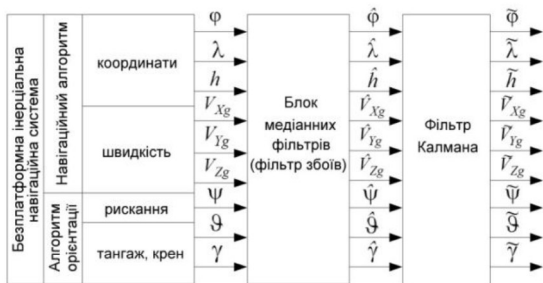 Безплатформна інерціальна
навігаційна система
Навігаційний алгоритм
Алгоритм
орієнтації
координати
швидкість
рискання
тангаж, крен
φ
λ
h
V_Xg
V_Yg
V_Zg
ψ
ϑ
γ
Блок
медіанних
фільтрів
(фільтр збоїв)
φ̂
λ̂
ĥ
V̂_Xg
V̂_Yg
V̂_Zg
ψ̂
ϑ̂
γ̂
Фільтр
Калмана
φ̃
λ̃
h̃
Ṽ_Xg
Ṽ_Yg
Ṽ_Zg
ψ̃
ϑ̃
γ̃